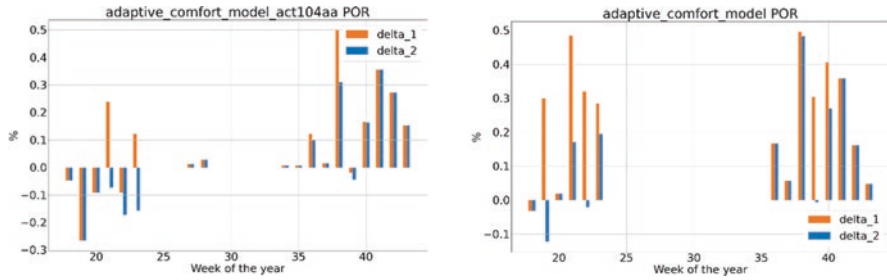 adaptive_comfort_model_act104aa POR
0.5
0.4
0.3
0.2
0.1
0.0
−0.1
−0.2
−0.3
%
20 25 30 35 40
Week of the year
delta_1
delta_2
adaptive_comfort_model POR
0.5
0.4
0.3
0.2
0.1
0.0
−0.1
%
20 25 30 35 40
Week of the year
delta_1
delta_2